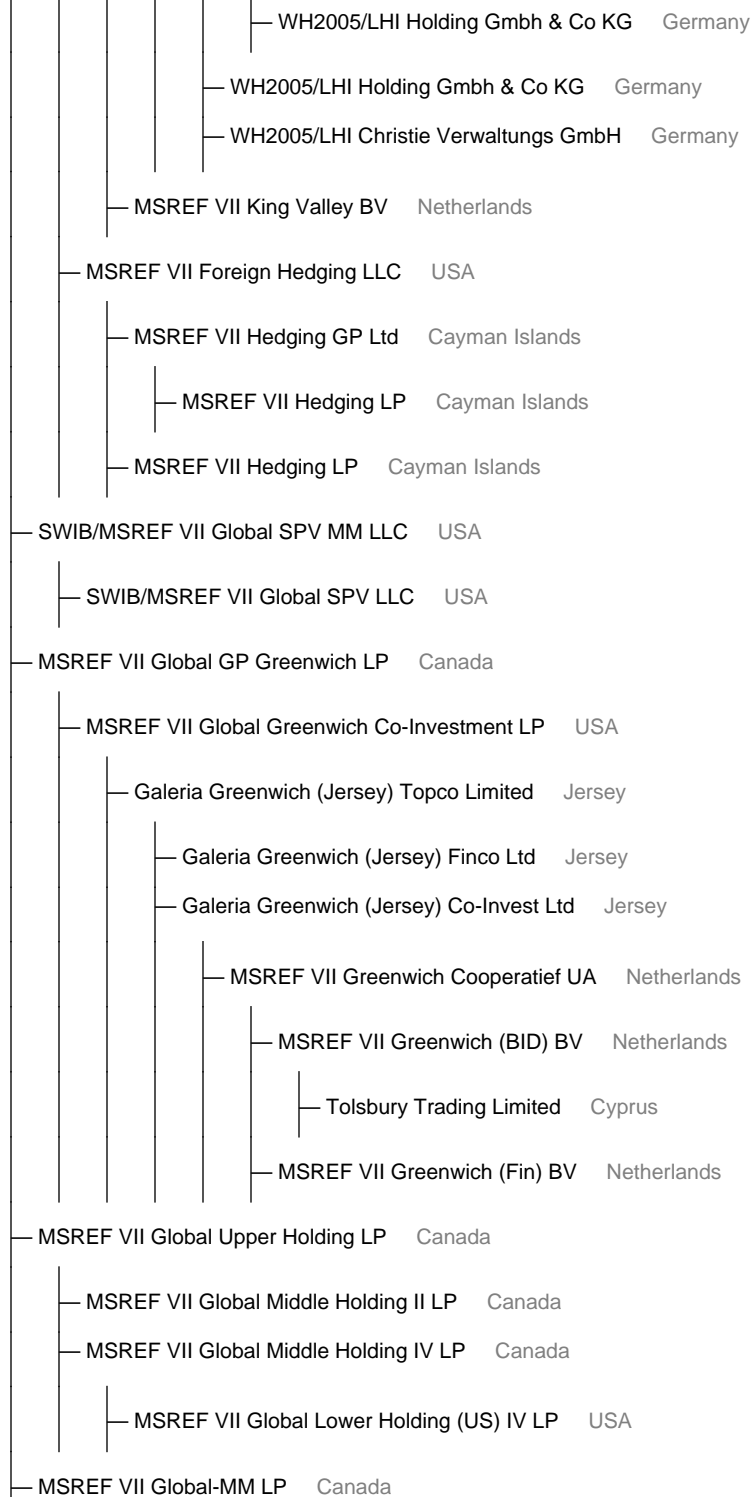 WH2005/LHI Holding Gmbh & Co KG Germany
WH2005/LHI Holding Gmbh & Co KG Germany
WH2005/LHI Christie Verwaltungs GmbH Germany
MSREF VII King Valley BV Netherlands
MSREF VII Foreign Hedging LLC USA
MSREF VII Hedging GP Ltd Cayman Islands
MSREF VII Hedging LP Cayman Islands
MSREF VII Hedging LP Cayman Islands
SWIB/MSREF VII Global SPV MM LLC USA
SWIB/MSREF VII Global SPV LLC USA
MSREF VII Global GP Greenwich LP Canada
MSREF VII Global Greenwich Co-Investment LP USA
Galeria Greenwich (Jersey) Topco Limited Jersey
Galeria Greenwich (Jersey) Finco Ltd Jersey
Galeria Greenwich (Jersey) Co-Invest Ltd Jersey
MSREF VII Greenwich Cooperatief UA Netherlands
MSREF VII Greenwich (BID) BV Netherlands
Tolsbury Trading Limited Cyprus
MSREF VII Greenwich (Fin) BV Netherlands
MSREF VII Global Upper Holding LP Canada
MSREF VII Global Middle Holding II LP Canada
MSREF VII Global Middle Holding IV LP Canada
MSREF VII Global Lower Holding (US) IV LP USA
MSREF VII Global-MM LP Canada